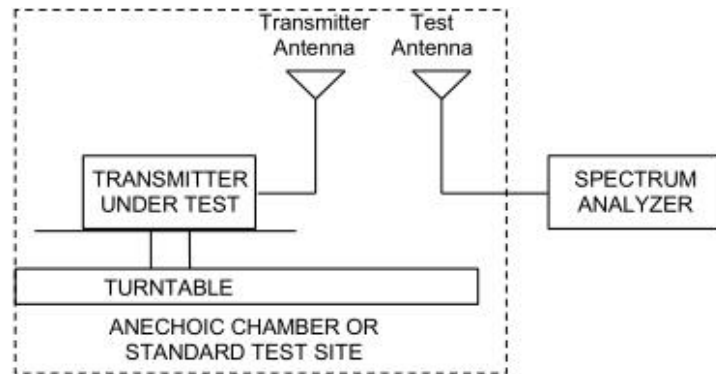 Transmitter
Antenna
Test
Antenna
TRANSMITTER
UNDER TEST
SPECTRUM
ANALYZER
TURNTABLE
ANECHOIC CHAMBER OR
STANDARD TEST SITE